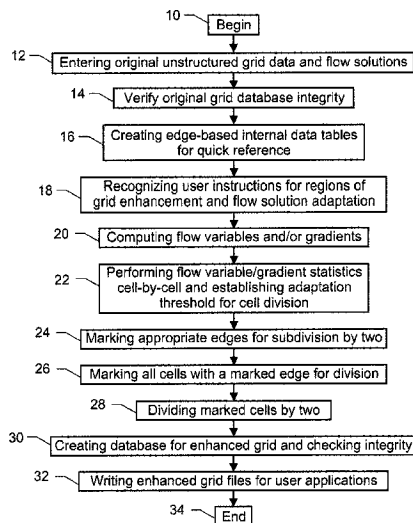 10
Begin
12
Entering original unstructured grid data and flow solutions
14
Verify original grid database integrity
16
Creating edge-based internal data tables
for quick reference
18
Recognizing user instructions for regions of
grid enhancement and flow solution adaptation
20
Computing flow variables and/or gradients
22
Performing flow variable/gradient statistics
cell-by-cell and establishing adaptation
threshold for cell division
24
Marking appropriate edges for subdivision by two
26
Marking all cells with a marked edge for division
28
Dividing marked cells by two
30
Creating database for enhanced grid and checking integrity
32
Writing enhanced grid files for user applications
34
End